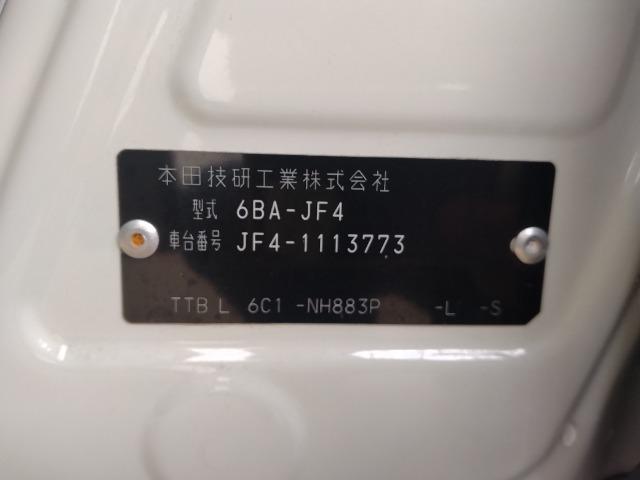 本田技研工業株式会社
型式 6BA-JF4
車台番号 JF4-1113773
TTB L 6C1 -NH883P -L -S